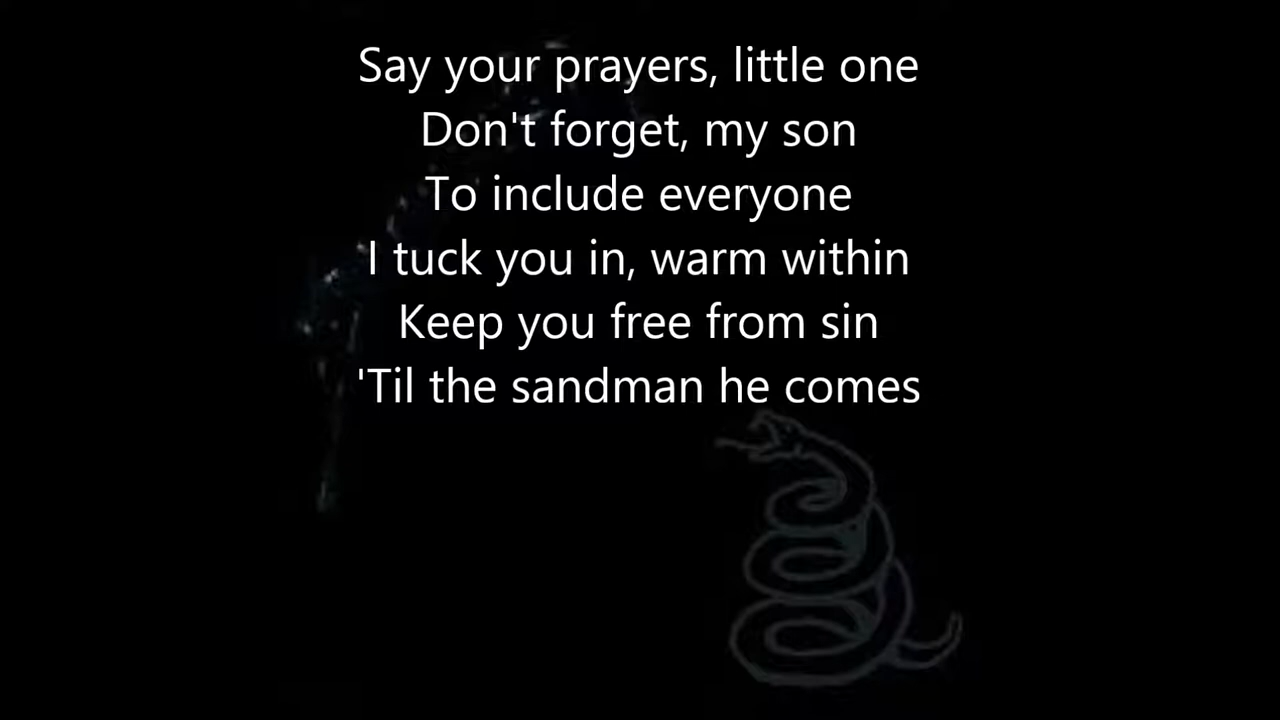 Say your prayers, little one
Don't forget, my son
To include everyone
I tuck you in, warm within
Keep you free from sin
'Til the sandman he comes